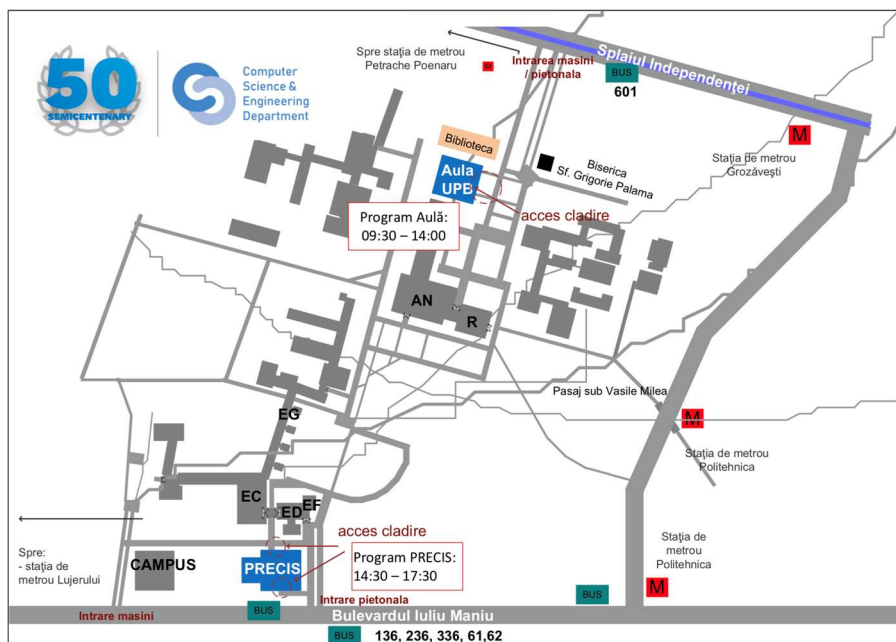 50
SEMICENTENARY
Computer
Science &
Engineering
Department
Spre stația de metrou
Petrache Poenaru
M
Intrarea masini
/ pietonala
BUS
601
Splaiul Independenței
M
Stația de metrou
Grozăvești
Biblioteca
Aula
UPB
Biserica
Sf. Grigorie Palama
acces cladire
Program Aulă:
09:30 – 14:00
AN
R
Pasaj sub Vasile Milea
M
Stația de metrou
Politehnica
EG
EC
ED
EF
acces cladire
Program PRECIS:
14:30 – 17:30
Stația de
metrou
Politehnica
M
Spre:
- stația de
metrou Lujerului
CAMPUS
PRECIS
Intrare pietonala
BUS
BUS
Intrare masini
Bulevardul Iuliu Maniu
BUS
136, 236, 336, 61,62